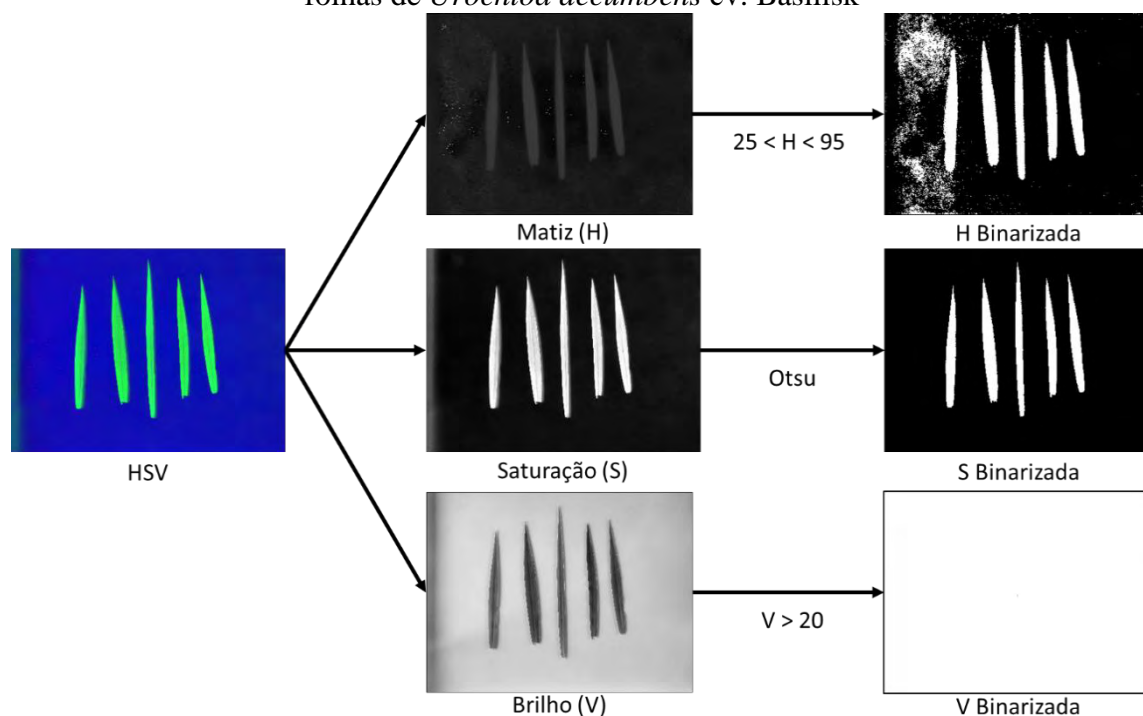 folhas de Urochloa decumbens cv. Basilisk
25 < H < 95
Matiz (H)
H Binarizada
HSV
Otsu
Saturação (S)
S Binarizada
V > 20
Brilho (V)
V Binarizada